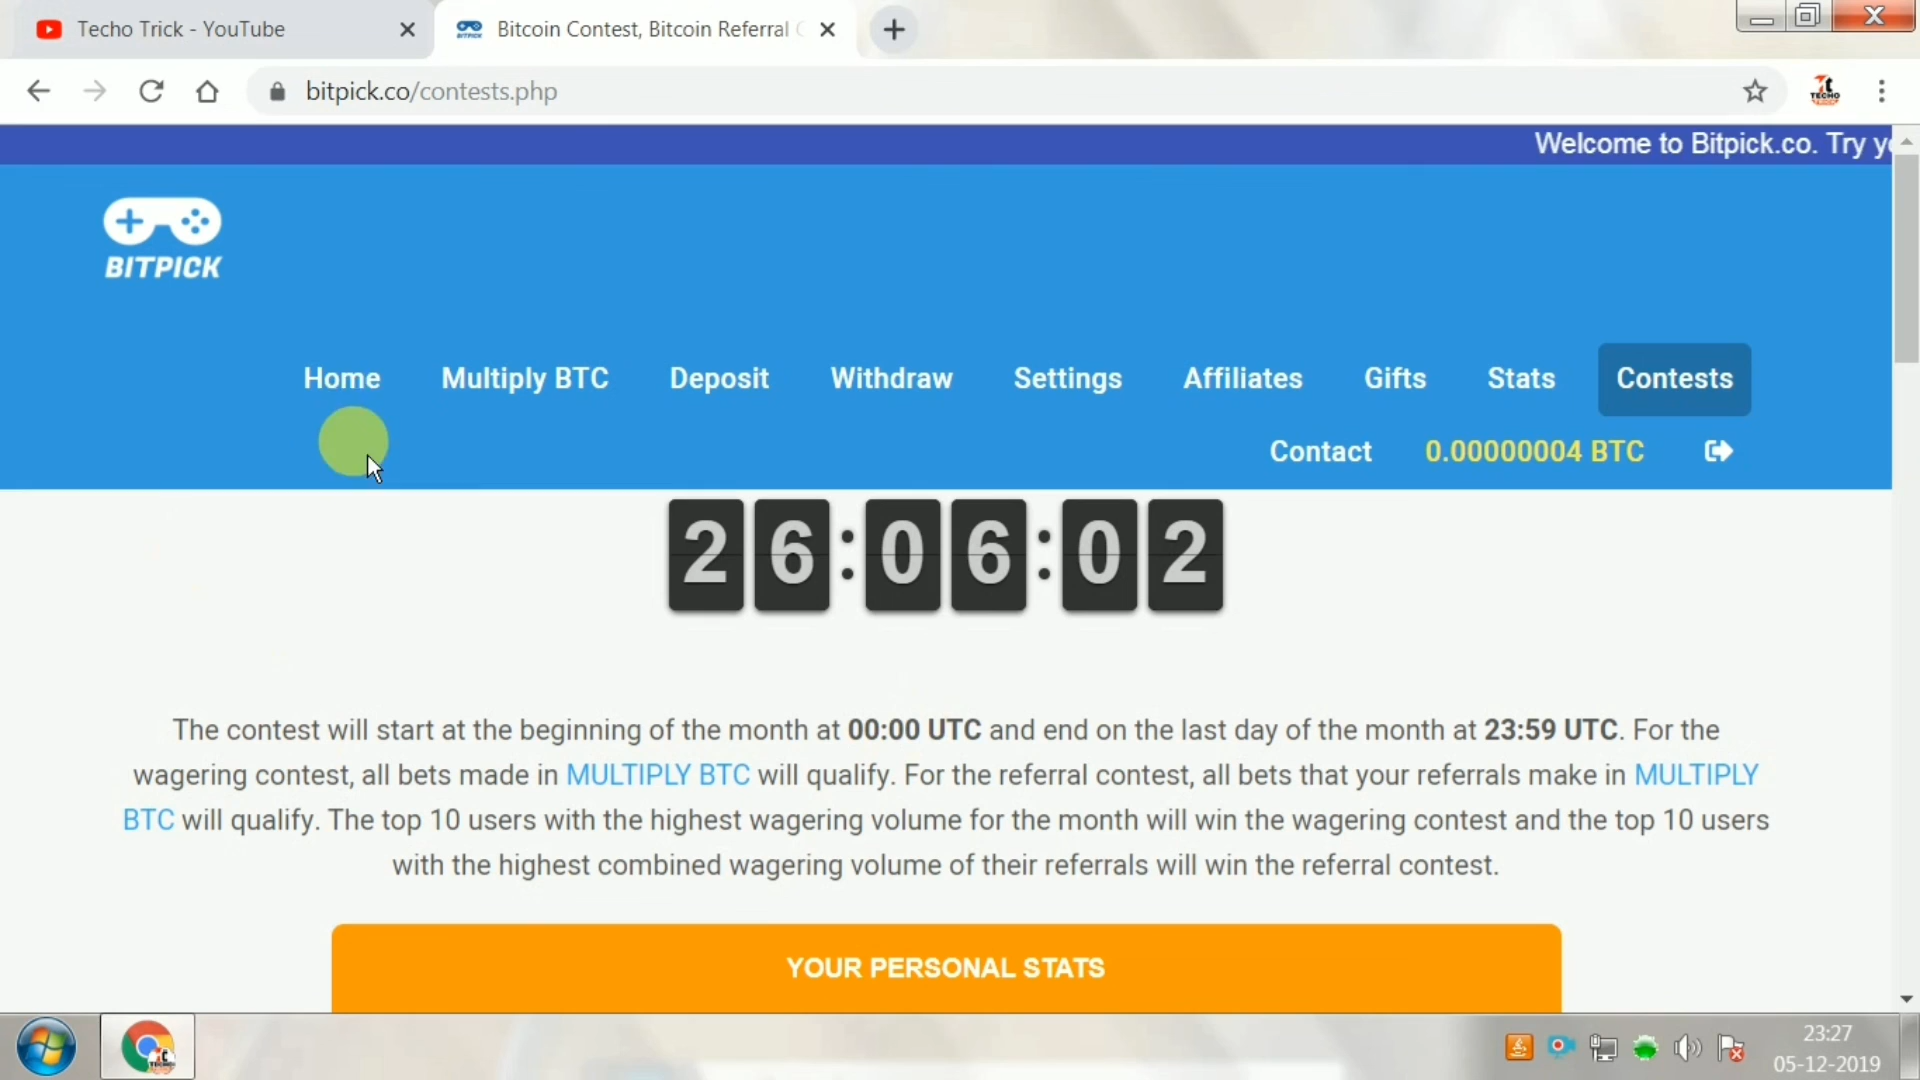 Techo Trick - YouTube
Bitcoin Contest, Bitcoin Referral
bitpick.co/contests.php
TECHO
Welcome to Bitpick.co. Try
BITPICK
Home Multiply BTC Deposit Withdraw Settings Affiliates Gifts Stats Contests
Contact 0.00000004 BTC
26:06:02
The contest will start at the beginning of the month at 00:00 UTC and end on the last day of the month at 23:59 UTC. For the
wagering contest, all bets made in MULTIPLY BTC will qualify. For the referral contest, all bets that your referrals make in MULTIPLY
BTC will qualify. The top 10 users with the highest wagering volume for the month will win the wagering contest and the top 10 users
with the highest combined wagering volume of their referrals will win the referral contest.
YOUR PERSONAL STATS
23:27
05-12-2019